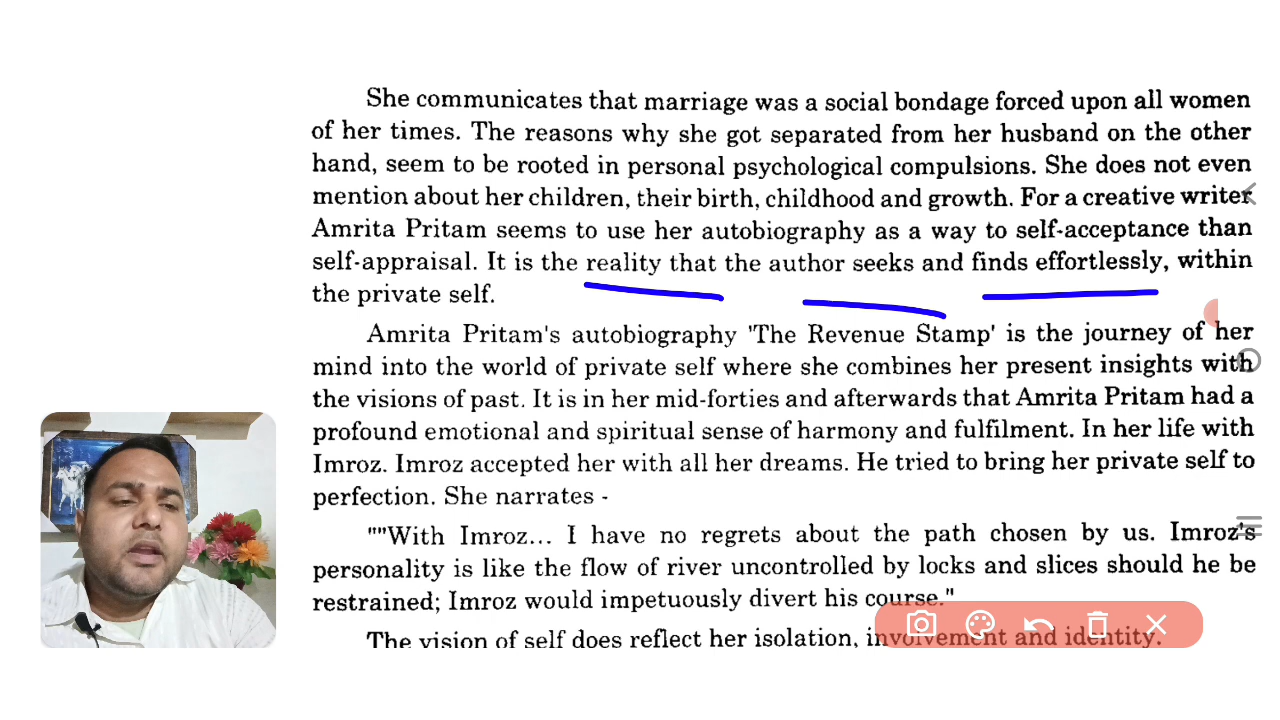 She communicates that marriage was a social bondage forced upon all women
of her times. The reasons why she got separated from her husband on the other
hand, seem to be rooted in personal psychological compulsions. She does not even
mention about her children, their birth, childhood and growth. For a creative writer
Amrita Pritam seems to use her autobiography as a way to self-acceptance than
self-appraisal. It is the reality that the author seeks and finds effortlessly, within
the private self.
Amrita Pritam's autobiography 'The Revenue Stamp' is the journey of her
mind into the world of private self where she combines her present insights with
the visions of past. It is in her mid-forties and afterwards that Amrita Pritam had a
profound emotional and spiritual sense of harmony and fulfilment. In her life with
Imroz. Imroz accepted her with all her dreams. He tried to bring her private self to
perfection. She narrates -
""With Imroz... I have no regrets about the path chosen by us. Imroz's
personality is like the flow of river uncontrolled by locks and slices should he be
restrained; Imroz would impetuously divert his course."
The vision of self does reflect her isolation, involvement and identity.